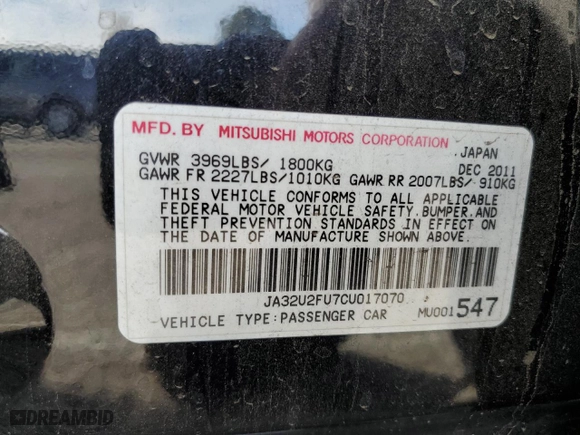 MFD. BY MITSUBISHI MOTORS CORPORATION
JAPAN
GVWR 3969LBS/ 1800KG DEC 2011
GAWR FR 2227LBS/1010KG GAWR RR 2007LBS/ 910KG
THIS VEHICLE CONFORMS TO ALL APPLICABLE
FEDERAL MOTOR VEHICLE SAFETY, BUMPER, AND
THEFT PREVENTION STANDARDS IN EFFECT ON
THE DATE OF MANUFACTURE SHOWN ABOVE.
JA32U2FU7CU017070
VEHICLE TYPE:PASSENGER CAR MU001547
DREAMBID